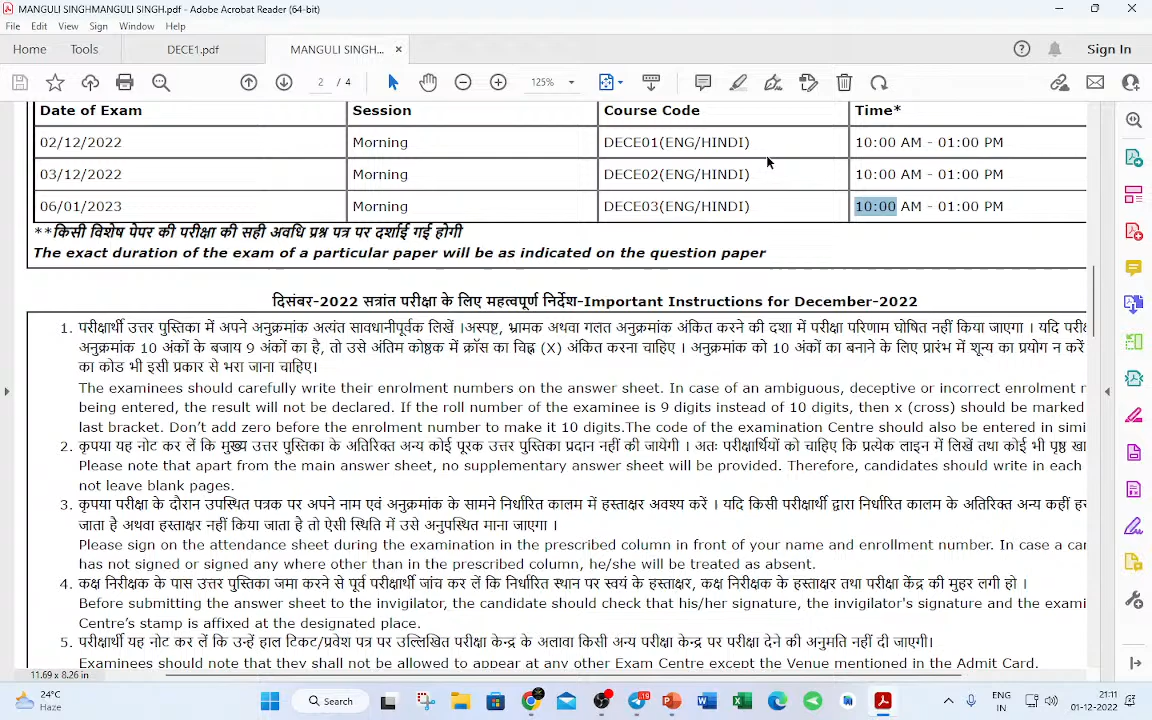 MANGULI SINGHMANGULI SINGH.pdf - Adobe Acrobat Reader (64-bit)
File Edit View Sign Window Help
Home Tools DECE1.pdf MANGULI SINGH... × Sign In
2 / 4 125%
Date of Exam Session Course Code Time*
02/12/2022 Morning DECE01(ENG/HINDI) 10:00 AM - 01:00 PM
03/12/2022 Morning DECE02(ENG/HINDI) 10:00 AM - 01:00 PM
06/01/2023 Morning DECE03(ENG/HINDI) 10:00 AM - 01:00 PM
**किसी विशेष पेपर की परीक्षा की सही अवधि प्रश्न पत्र पर दर्शाई गई होगी
The exact duration of the exam of a particular paper will be as indicated on the question paper
दिसंबर-2022 सत्रांत परीक्षा के लिए महत्वपूर्ण निर्देश-Important Instructions for December-2022
1. परीक्षार्थी उत्तर पुस्तिका में अपने अनुक्रमांक अत्यंत सावधानीपूर्वक लिखें ।अस्पष्ट, भ्रामक अथवा गलत अनुक्रमांक अंकित करने की दशा में परीक्षा परिणाम घोषित नहीं किया जाएगा । यदि
अनुक्रमांक 10 अंकों के बजाय 9 अंकों का है, तो उसे अंतिम कोष्ठक में क्रॉस का चिह्न (X) अंकित करना चाहिए । अनुक्रमांक को 10 अंकों का बनाने के लिए प्रारंभ में शून्य का प्रयोग न करें
का कोड भी इसी प्रकार से भरा जाना चाहिए।
The examinees should carefully write their enrolment numbers on the answer sheet. In case of an ambiguous, deceptive or incorrect enrolment
being entered, the result will not be declared. If the roll number of the examinee is 9 digits instead of 10 digits, then x (cross) should be marked
last bracket. Don't add zero before the enrolment number to make it 10 digits.The code of the examination Centre should also be entered in simi
2. कृपया यह नोट कर लें कि मुख्य उत्तर पुस्तिका के अतिरिक्त अन्य कोई पूरक उत्तर पुस्तिका प्रदान नहीं की जायेगी । अतः परीक्षार्थियों को चाहिए कि प्रत्येक लाइन में लिखें तथा कोई भी पृष्ठ खा
Please note that apart from the main answer sheet, no supplementary answer sheet will be provided. Therefore, candidates should write in each
not leave blank pages.
3. कृपया परीक्षा के दौरान उपस्थित पत्रक पर अपने नाम एवं अनुक्रमांक के सामने निर्धारित कालम में हस्ताक्षर अवश्य करें । यदि किसी परीक्षार्थी द्वारा निर्धारित कालम के अतिरिक्त अन्य कहीं
जाता है अथवा हस्ताक्षर नहीं किया जाता है तो ऐसी स्थिति में उसे अनुपस्थित माना जाएगा ।
Please sign on the attendance sheet during the examination in the prescribed column in front of your name and enrollment number. In case a
has not signed or signed any where other than in the prescribed column, he/she will be treated as absent.
4. कक्ष निरीक्षक के पास उत्तर पुस्तिका जमा करने से पूर्व परीक्षार्थी जांच कर लें कि निर्धारित स्थान पर स्वयं के हस्ताक्षर, कक्ष निरीक्षक के हस्ताक्षर तथा परीक्षा केंद्र की मुहर लगी हो ।
Before submitting the answer sheet to the invigilator, the candidate should check that his/her signature, the invigilator's signature and the exami
Centre's stamp is affixed at the designated place.
5. परीक्षार्थी यह नोट कर लें कि उन्हें हाल टिकट/प्रवेश पत्र पर उल्लिखित परीक्षा केन्द्र के अलावा किसी अन्य परीक्षा केन्द्र पर परीक्षा देने की अनुमति नहीं दी जाएगी।
Examinees should note that they shall not be allowed to appear at any other Exam Centre except the Venue mentioned in the Admit Card.
11.69 x 8.26 in
24°C Search ENG 21:11
Haze IN 01-12-2022